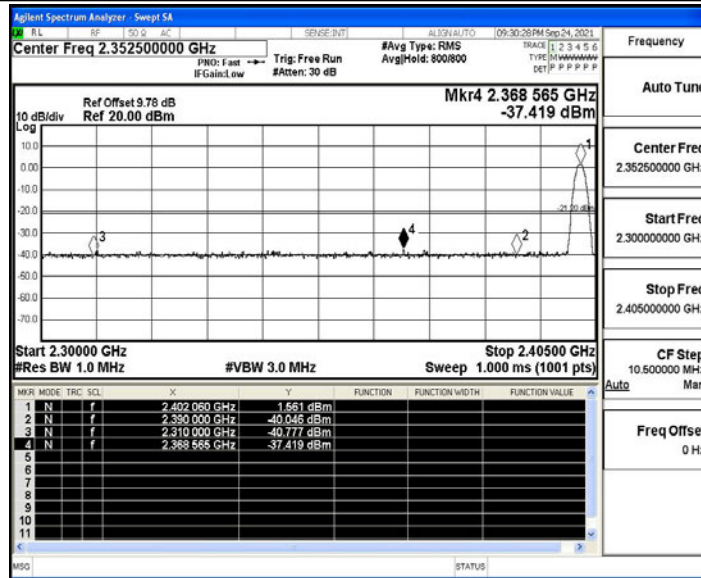 Agilent Spectrum Analyzer - Swept SA
RL RF 50 Ω AC SENSE:INT ALIGN AUTO 09:30:28 PM Sep 24, 2021
Center Freq 2.352500000 GHz
PNO: Fast
IFGain:Low
Trig: Free Run
#Atten: 30 dB
#Avg Type: RMS
Avg|Hold: 800/800
TRACE 1 2 3 4 5 6
TYPE M WWWWW
DET P P P P P P
Frequency
Auto Tune
Ref Offset 9.78 dB
Ref 20.00 dBm
10 dB/div
Log
Mkr4 2.368 565 GHz
-37.419 dBm
10.0
0.00
-10.0
-20.0
-30.0
-40.0
-50.0
-60.0
-70.0
1
-21.20 dBm
3
4
2
Center Freq
2.352500000 GHz
Start Freq
2.300000000 GHz
Stop Freq
2.405000000 GHz
Start 2.30000 GHz
Stop 2.40500 GHz
#Res BW 1.0 MHz
#VBW 3.0 MHz
Sweep 1.000 ms (1001 pts)
CF Step
10.500000 MHz
Auto Man
MKR MODE TRC SCL X Y FUNCTION FUNCTION WIDTH FUNCTION VALUE
1 N f 2.402 060 GHz 1.561 dBm
2 N f 2.390 000 GHz -40.046 dBm
3 N f 2.310 000 GHz -40.777 dBm
4 N f 2.368 565 GHz -37.419 dBm
5
6
7
8
9
10
11
Freq Offset
0 Hz
MSG
STATUS